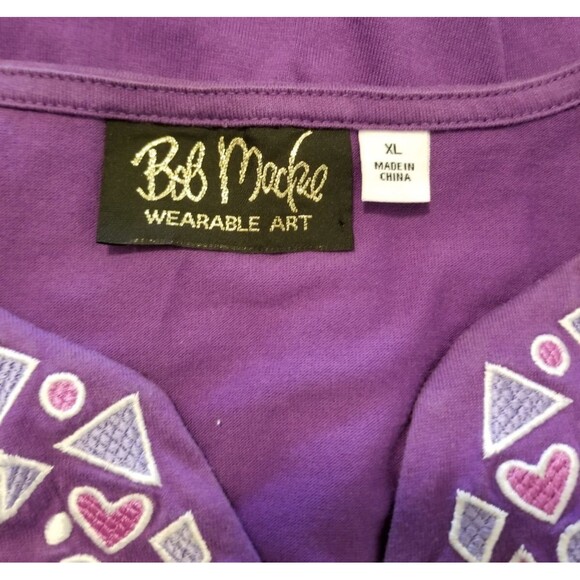 Bob Mackie
WEARABLE ART
XL
MADE IN
CHINA